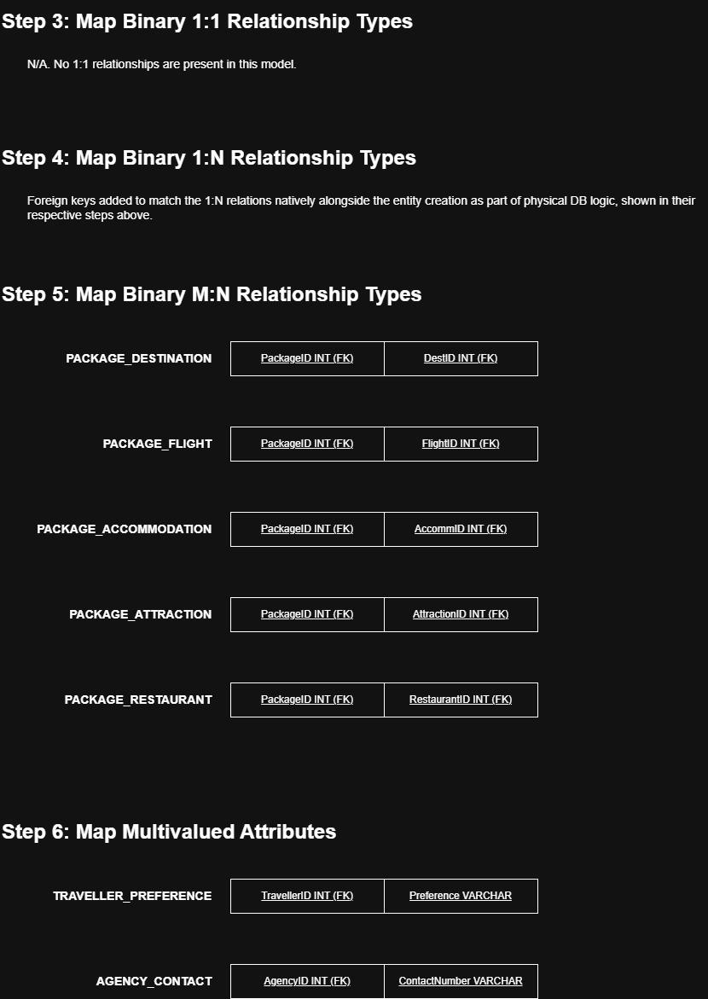 Step 3: Map Binary 1:1 Relationship Types
N/A. No 1:1 relationships are present in this model.
Step 4: Map Binary 1:N Relationship Types
Foreign keys added to match the 1:N relations natively alongside the entity creation as part of physical DB logic, shown in their
respective steps above.
Step 5: Map Binary M:N Relationship Types
PACKAGE_DESTINATION PackageID INT (FK) DestID INT (FK)
PACKAGE_FLIGHT PackageID INT (FK) FlightID INT (FK)
PACKAGE_ACCOMMODATION PackageID INT (FK) AccommID INT (FK)
PACKAGE_ATTRACTION PackageID INT (FK) AttractionID INT (FK)
PACKAGE_RESTAURANT PackageID INT (FK) RestaurantID INT (FK)
Step 6: Map Multivalued Attributes
TRAVELLER_PREFERENCE TravellerID INT (FK) Preference VARCHAR
AGENCY_CONTACT AgencyID INT (FK) ContactNumber VARCHAR